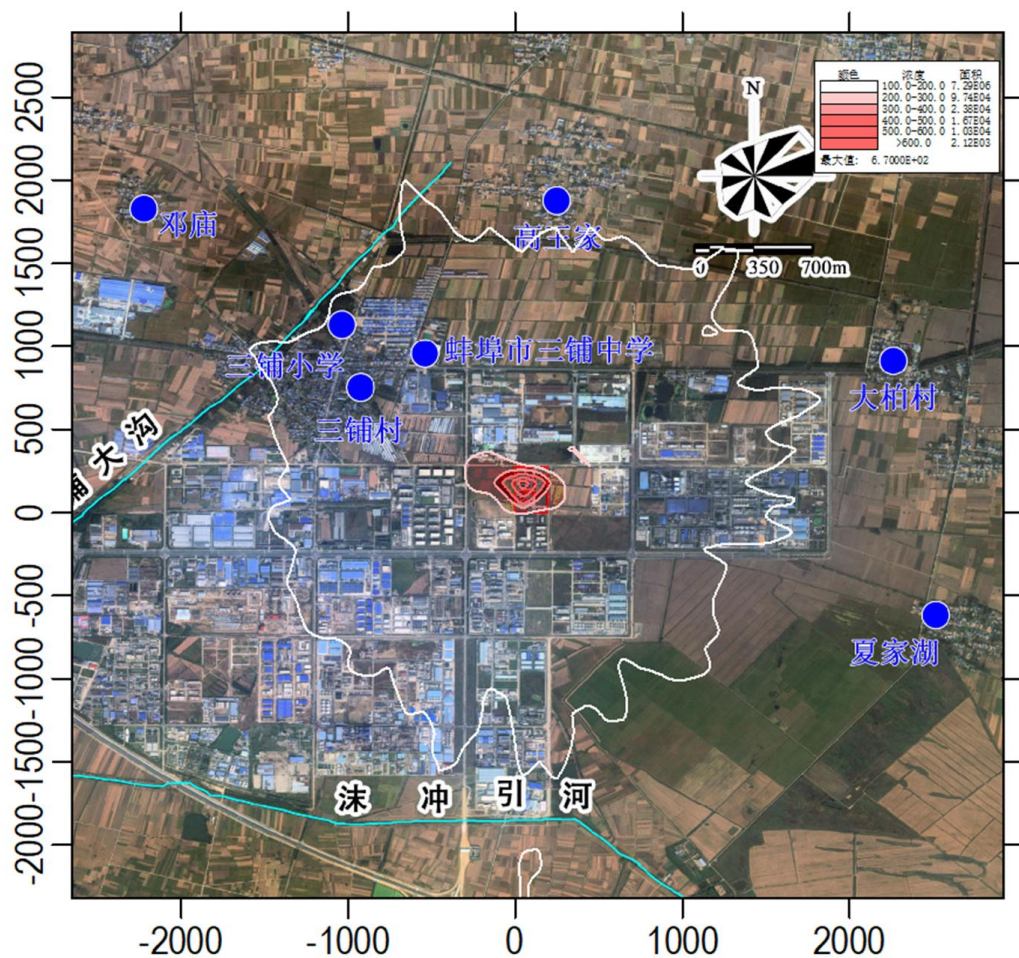 颜色 浓度 面积
100.0-200.0 7.29E06
200.0-300.0 9.74E04
300.0-400.0 2.38E04
400.0-500.0 1.67E04
500.0-600.0 1.03E04
>600.0 2.12E03
最大值: 6.7000E+02
N
0 350 700m
邓庙
高王家
三铺小学
蚌埠市三铺中学
三铺村
大柏村
夏家湖
铺大沟
沫冲引河
2500
2000
1500
1000
500
0
-500
-1000
-1500
-2000
-2000 -1000 0 1000 2000